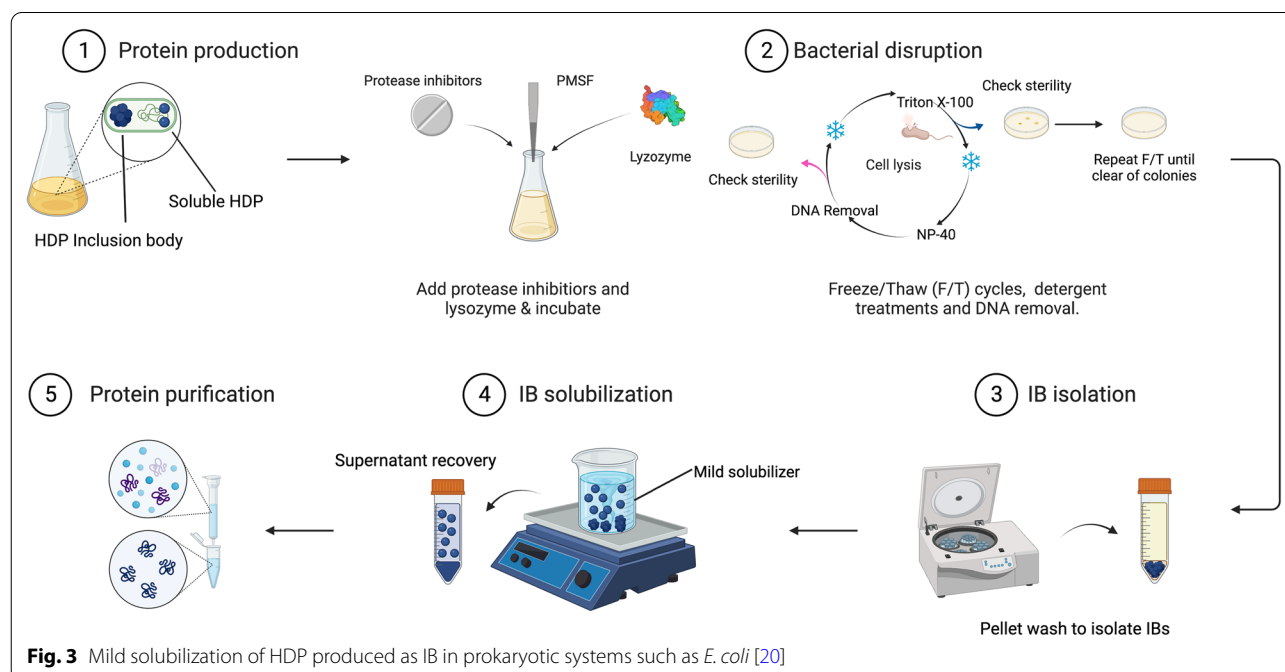 1 Protein production
Protease inhibitors
PMSF
Lyzozyme
Soluble HDP
HDP Inclusion body
Add protease inhibitiors and
lysozyme & incubate
2 Bacterial disruption
Triton X-100
Check sterility
Cell lysis
Check sterility
DNA Removal
NP-40
Repeat F/T until
clear of colonies
Freeze/Thaw (F/T) cycles, detergent
treatments and DNA removal.
3 IB isolation
Pellet wash to isolate IBs
4 IB solubilization
Mild solubilizer
Supernatant recovery
5 Protein purification
Fig. 3 Mild solubilization of HDP produced as IB in prokaryotic systems such as E. coli [20]